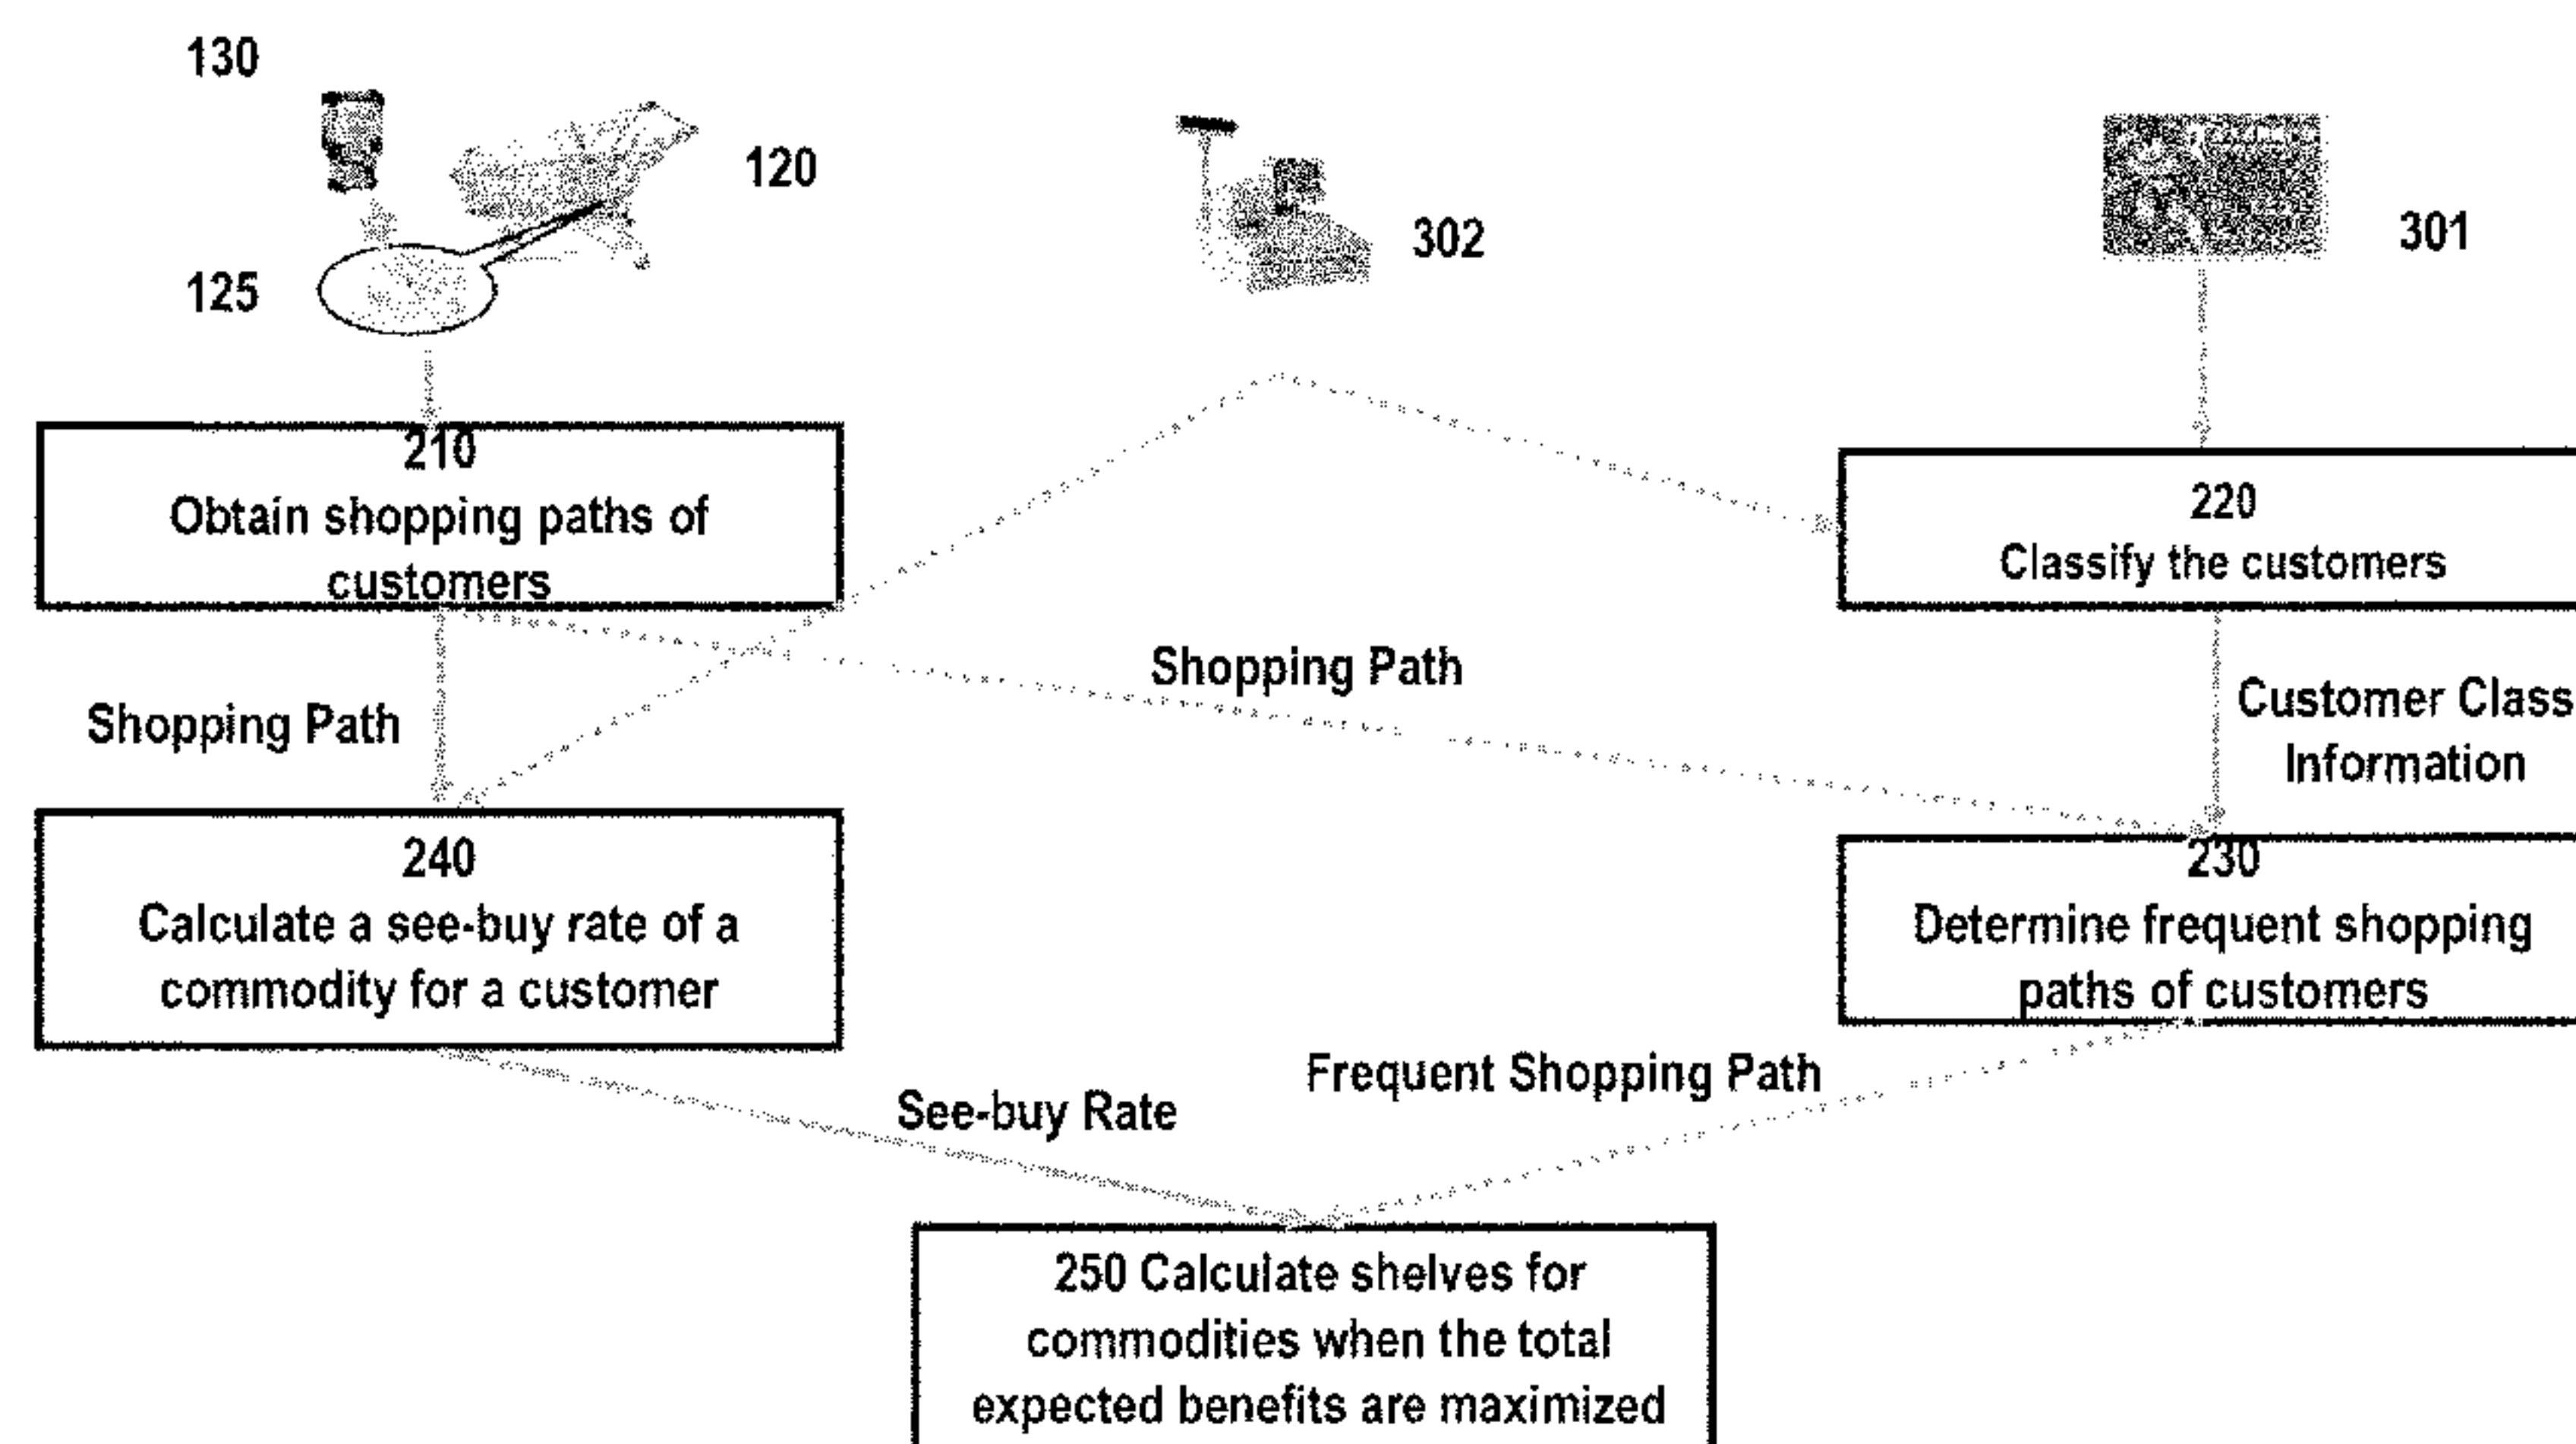 130
120
125
302
301
210
Obtain shopping paths of
customers
220
Classify the customers
Shopping Path
Shopping Path
Customer Class
Information
240
Calculate a see-buy rate of a
commodity for a customer
230
Determine frequent shopping
paths of customers
See-buy Rate
Frequent Shopping Path
250 Calculate shelves for
commodities when the total
expected benefits are maximized